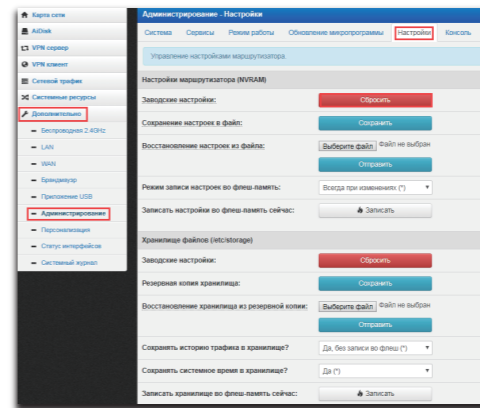 Карта сети
AiDisk
VPN сервер
VPN клиент
Сетевой трафик
Системные ресурсы
Дополнительно
Беспроводная 2.4GHz
LAN
WAN
Брандмауэр
Приложение USB
Администрирование
Персонализация
Статус интерфейсов
Системный журнал
Администрирование - Настройки
Система Сервисы Режим работы Обновление микропрограммы Настройки Консоль
Управление настройками маршрутизатора
Настройки маршрутизатора (NVRAM)
Заводские настройки: Сбросить
Сохранение настроек в файл: Сохранить
Восстановление настроек из файла: Выберите файл Файл не выбран
Отправить
Режим записи настроек во флеш-память: Всегда при изменениях (*)
Записать настройки во флеш-память сейчас: Записать
Хранилище файлов (/etc/storage)
Заводские настройки: Сбросить
Резервная копия хранилища: Сохранить
Восстановление хранилища из резервной копии: Выберите файл Файл не выбран
Отправить
Сохранять историю трафика в хранилище? Да, без записи во флеш (*)
Сохранять системное время в хранилище? Да (*)
Записать хранилище во флеш-память сейчас: Записать